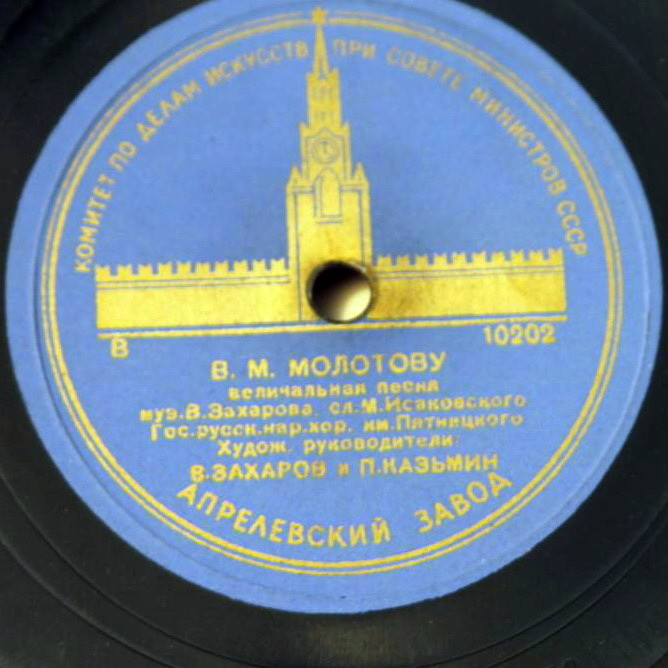 КОМИТЕТ ПО ДЕЛАМ ИСКУССТВ ПРИ СОВЕТЕ МИНИСТРОВ СССР
В 10202
В. М. МОЛОТОВУ
величальная песня
муз.В.Захарова, сл.М.Исаковского
Гос.русск.нар.хор. им.Пятницкого
Худож. руководители:
В.ЗАХАРОВ и П.КАЗЬМИН
АПРЕЛЕВСКИЙ ЗАВОД